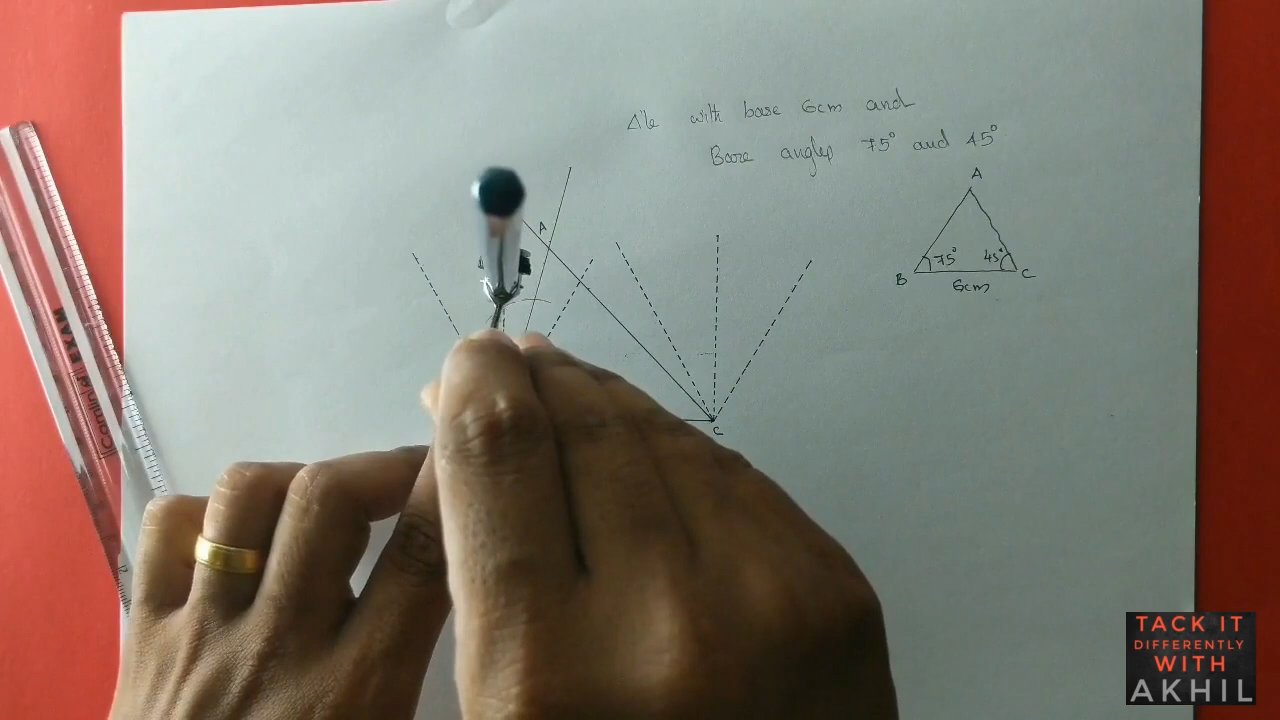 Δle with base 6cm and
Base angles 75° and 45°
A
75° 45°
B C
6cm
A
C
Camlin EXAM
TACK IT
DIFFERENTLY
WITH
AKHIL